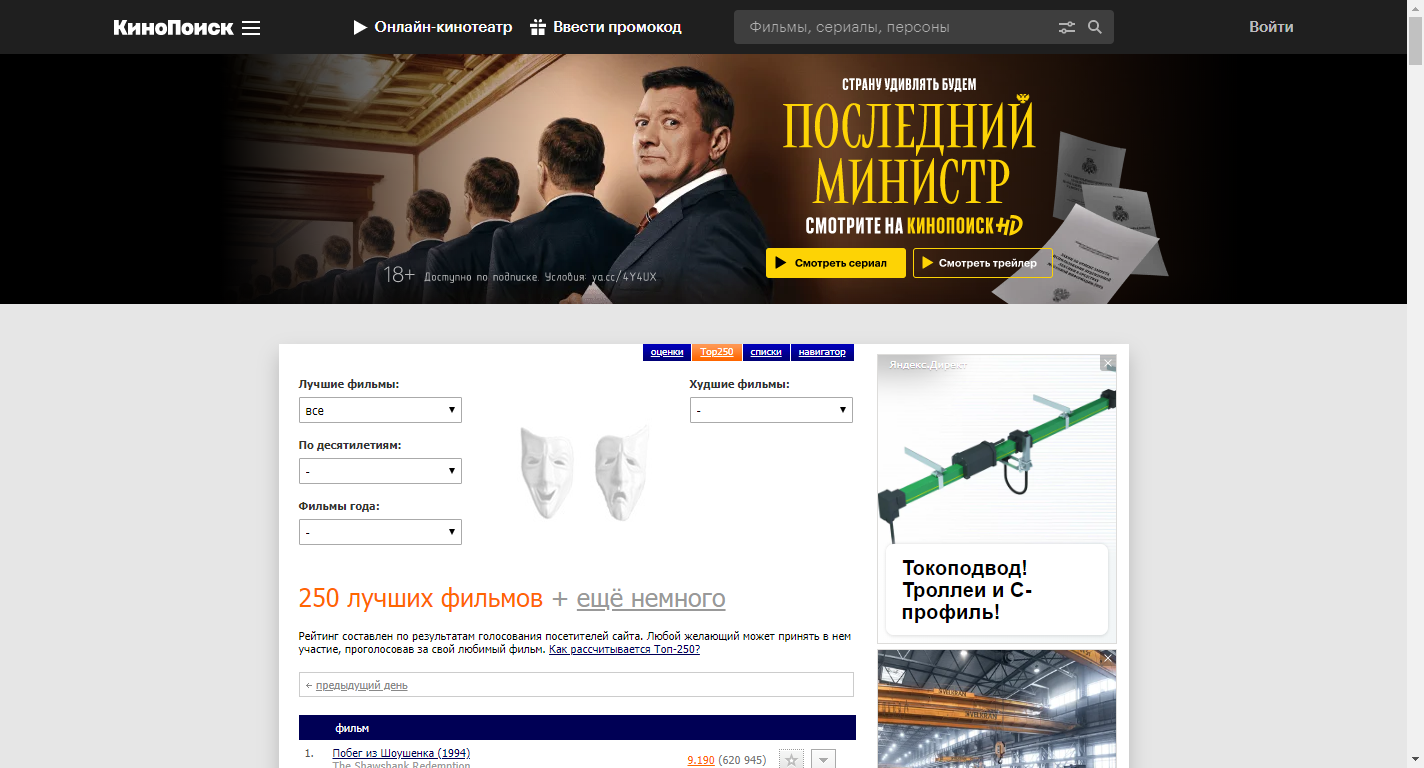 КиноПоиск
Онлайн-кинотеатр
Ввести промокод
Фильмы, сериалы, персоны
Войти
СТРАНУ УДИВЛЯТЬ БУДЕМ
ПОСЛЕДНИЙ
МИНИСТР
СМОТРИТЕ НА КИНОПОИСК HD
Смотреть сериал
Смотреть трейлер
18+ Доступно по подписке. Условия: ya.cc/4Y4UX
оценки
Top250
списки
навигатор
Лучшие фильмы:
все
Худшие фильмы:
-
По десятилетиям:
-
Фильмы года:
-
250 лучших фильмов + ещё немного
Рейтинг составлен по результатам голосования посетителей сайта. Любой желающий может принять в нем
участие, проголосовав за свой любимый фильм. Как рассчитывается Топ-250?
← предыдущий день
фильм
1. Побег из Шоушенка (1994)
The Shawshank Redemption
9.190 (620 945)
Яндекс.Директ
Токоподвод!
Троллеи и С-
профиль!